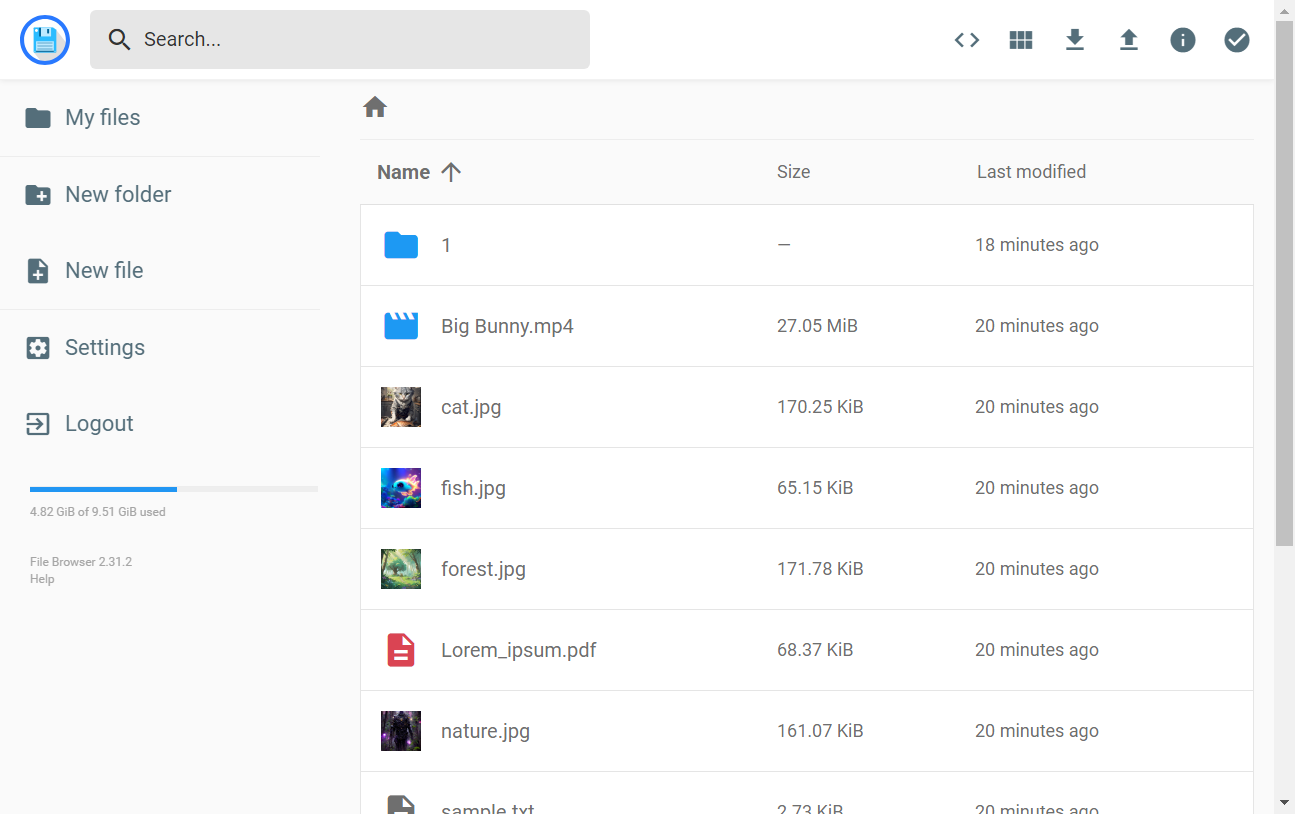 Search...
My files
New folder
New file
Settings
Logout
4.82 GiB of 9.51 GiB used
File Browser 2.31.2
Help
Name Size Last modified
1 — 18 minutes ago
Big Bunny.mp4 27.05 MiB 20 minutes ago
cat.jpg 170.25 KiB 20 minutes ago
fish.jpg 65.15 KiB 20 minutes ago
forest.jpg 171.78 KiB 20 minutes ago
Lorem_ipsum.pdf 68.37 KiB 20 minutes ago
nature.jpg 161.07 KiB 20 minutes ago
sample.txt 2.73 KiB 20 minutes ago